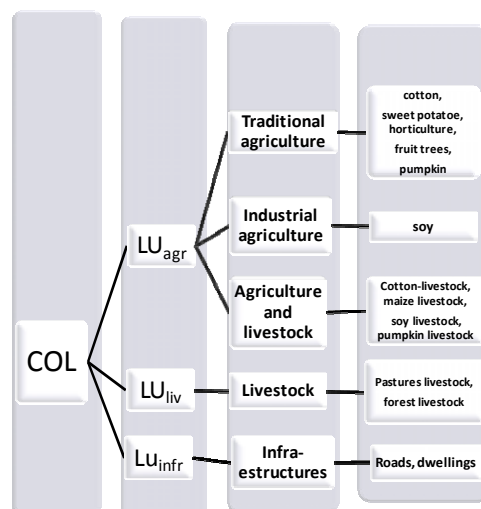 COL
LUagr
LUliv
Luinfr
Traditional
agriculture
Industrial
agriculture
Agriculture
and
livestock
Livestock
Infra-
estructures
cotton,
sweet potatoe,
horticulture,
fruit trees,
pumpkin
soy
Cotton-livestock,
maize livestock,
soy livestock,
pumpkin livestock
Pastures livestock,
forest livestock
Roads, dwellings